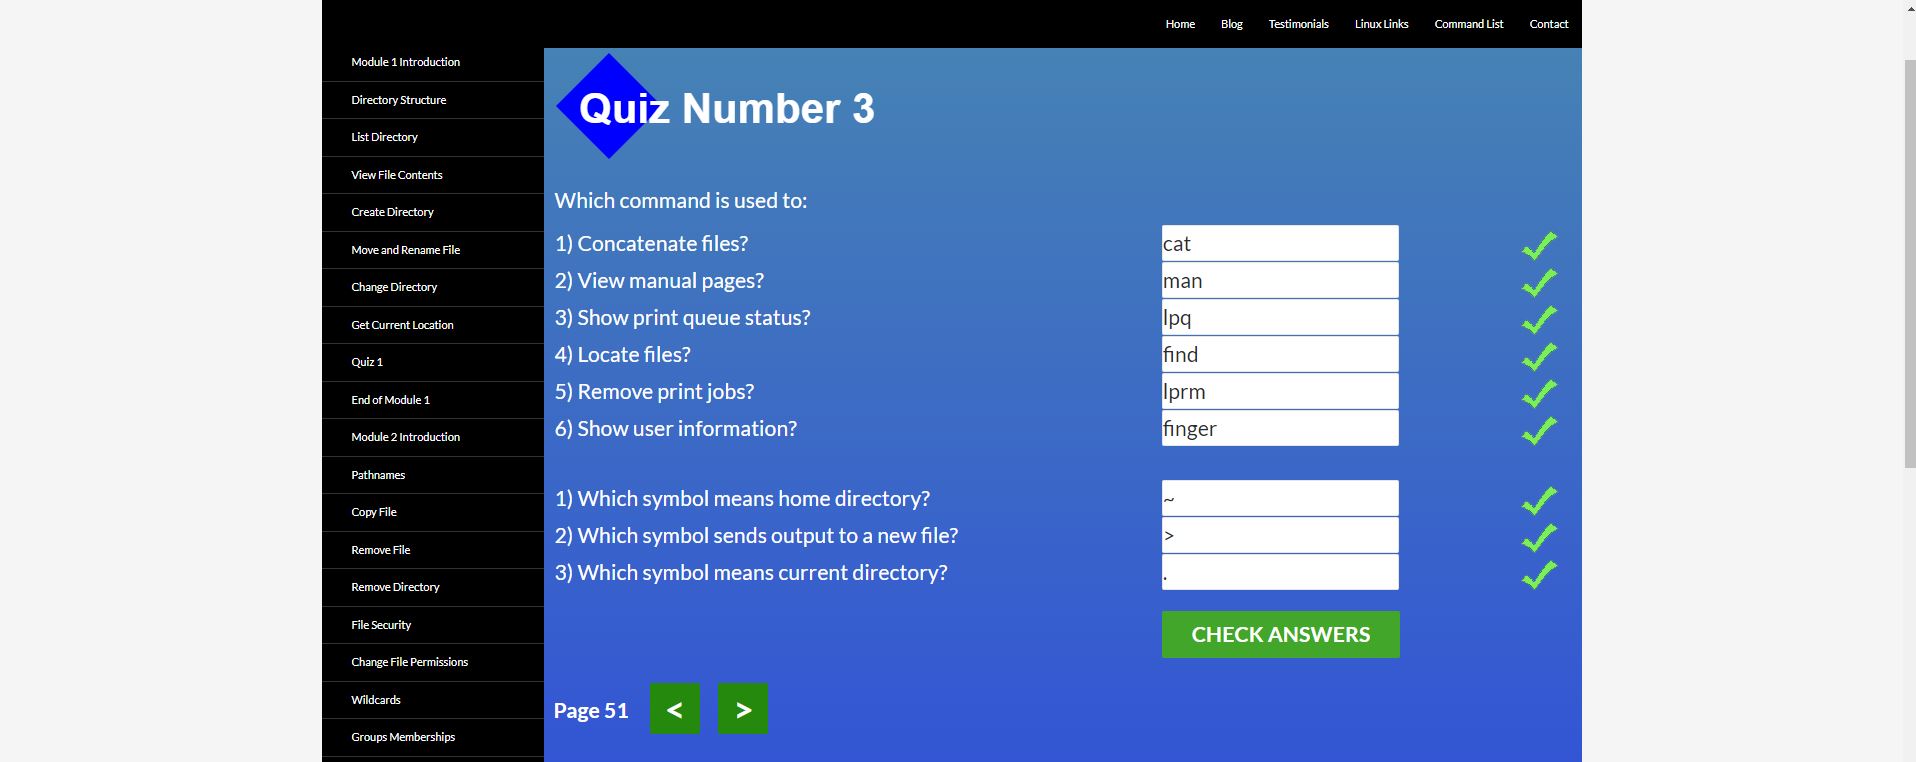 Home Blog Testimonials Linux Links Command List Contact
Module 1 Introduction
Directory Structure
List Directory
View File Contents
Create Directory
Move and Rename File
Change Directory
Get Current Location
Quiz 1
End of Module 1
Module 2 Introduction
Pathnames
Copy File
Remove File
Remove Directory
File Security
Change File Permissions
Wildcards
Groups Memberships
Quiz Number 3
Which command is used to:
1) Concatenate files? cat
2) View manual pages? man
3) Show print queue status? lpq
4) Locate files? find
5) Remove print jobs? lprm
6) Show user information? finger
1) Which symbol means home directory? ~
2) Which symbol sends output to a new file? >
3) Which symbol means current directory? .
CHECK ANSWERS
Page 51 < >